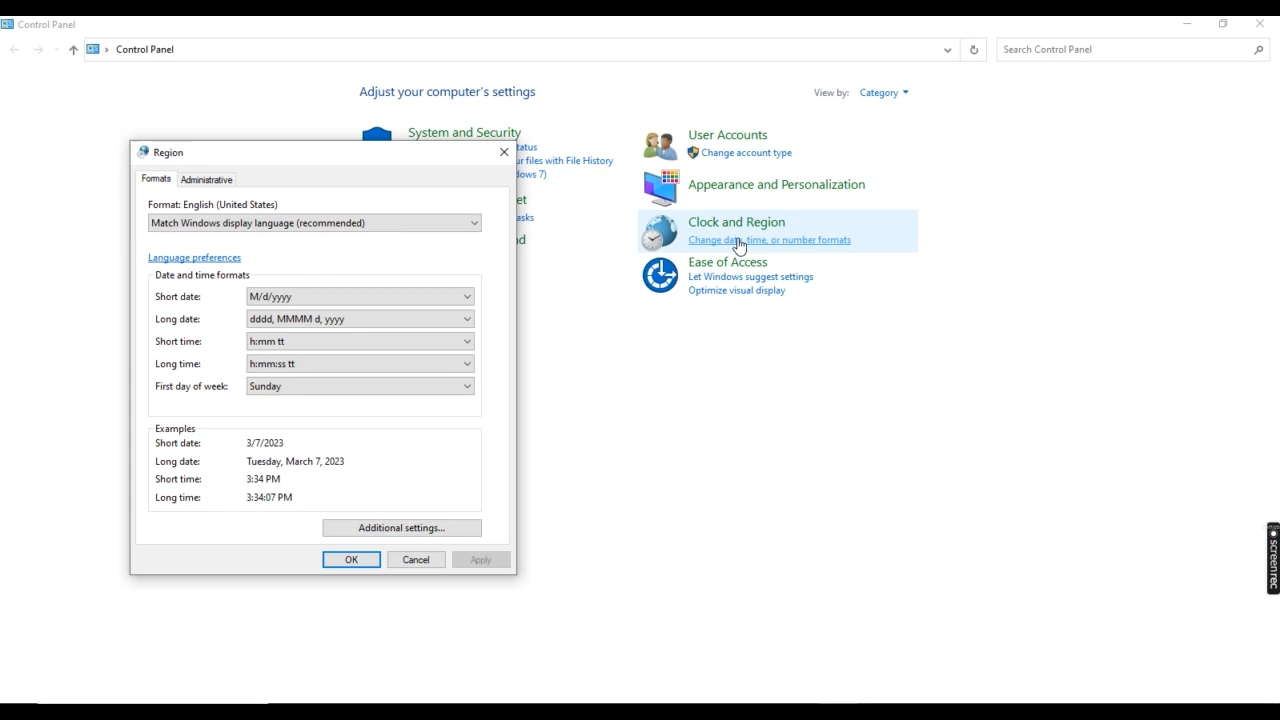 Control Panel
Control Panel
Search Control Panel
Adjust your computer's settings
View by: Category
System and Security
tatus
ur files with File History
dows 7)
et
asks
nd
User Accounts
Change account type
Appearance and Personalization
Clock and Region
Change date, time, or number formats
Ease of Access
Let Windows suggest settings
Optimize visual display
Region
Formats Administrative
Format: English (United States)
Match Windows display language (recommended)
Language preferences
Date and time formats
Short date: M/d/yyyy
Long date: dddd, MMMM d, yyyy
Short time: h:mm tt
Long time: h:mm:ss tt
First day of week: Sunday
Examples
Short date: 3/7/2023
Long date: Tuesday, March 7, 2023
Short time: 3:34 PM
Long time: 3:34:07 PM
Additional settings...
OK Cancel Apply
screenrec